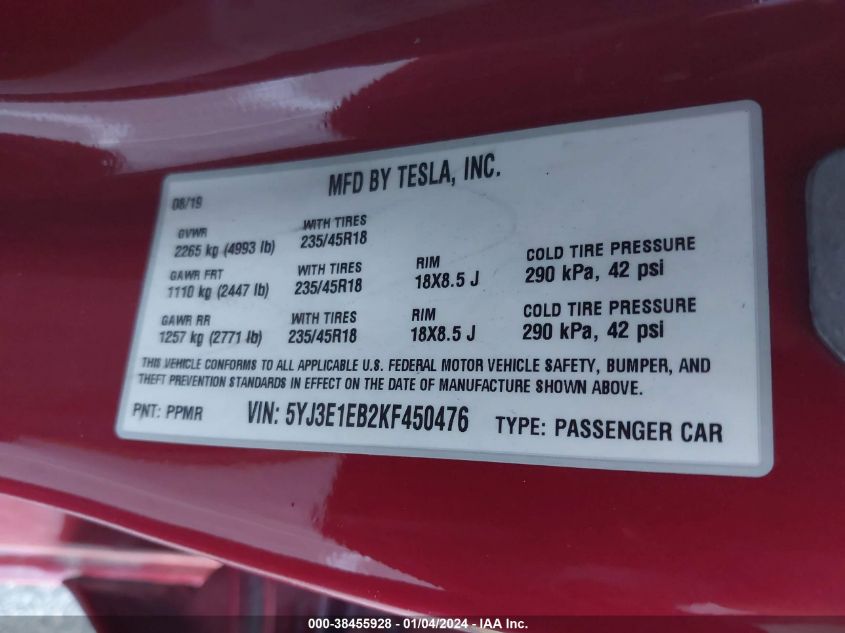 MFD BY TESLA, INC.
08/19
GVWR WITH TIRES
2265 kg (4993 lb) 235/45R18
GAWR FRT WITH TIRES RIM COLD TIRE PRESSURE
1110 kg (2447 lb) 235/45R18 18X8.5 J 290 kPa, 42 psi
GAWR RR WITH TIRES RIM COLD TIRE PRESSURE
1257 kg (2771 lb) 235/45R18 18X8.5 J 290 kPa, 42 psi
THIS VEHICLE CONFORMS TO ALL APPLICABLE U.S. FEDERAL MOTOR VEHICLE SAFETY, BUMPER, AND
THEFT PREVENTION STANDARDS IN EFFECT ON THE DATE OF MANUFACTURE SHOWN ABOVE.
PNT: PPMR VIN: 5YJ3E1EB2KF450476 TYPE: PASSENGER CAR
000-38455928 - 01/04/2024 - IAA Inc.